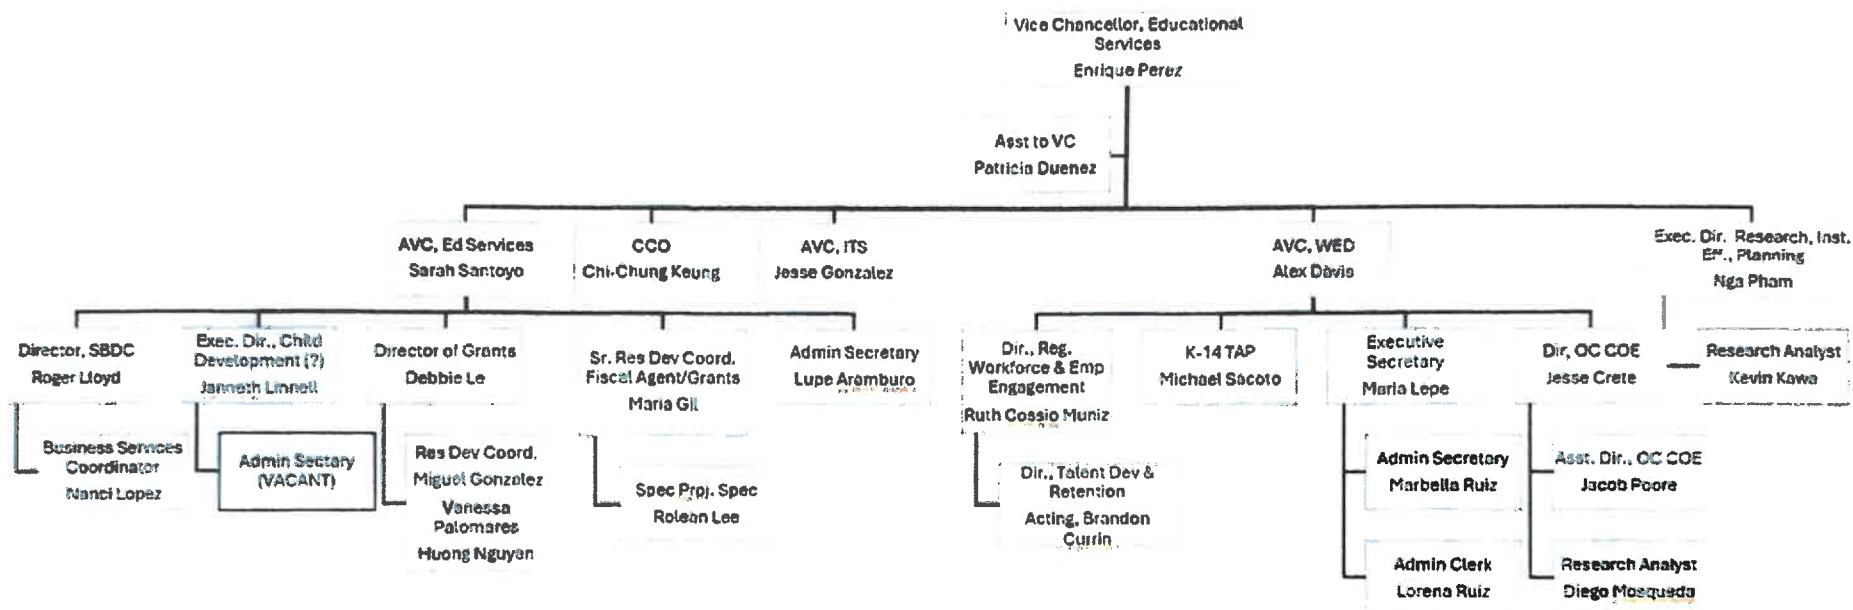 Vice Chancellor, Educational
Services
Enrique Perez
Asst to VC
Patricia Duenez
AVC, Ed Services
Sarah Santoyo
CCO
Chi-Chung Keung
AVC, ITS
Jesse Gonzalez
AVC, WED
Alex Davis
Exec. Dir. Research, Inst.
Eff., Planning
Nga Pham
Director, SBDC
Roger Lloyd
Exec. Dir., Child
Development (?)
Janneth Linnell
Director of Grants
Debbie Le
Sr. Res Dev Coord.
Fiscal Agent/Grants
Maria Gil
Admin Secretary
Lupe Aramburo
Dir., Reg.
Workforce & Emp
Engagement
Ruth Cossio Muniz
K-14 TAP
Michael Sacoto
Executive
Secretary
Maria Lepe
Dir, OC COE
Jesse Crete
Research Analyst
Kevin Kawa
Business Services
Coordinator
Nanci Lopez
Admin Sectary
(VACANT)
Res Dev Coord.
Miguel Gonzalez
Vanessa
Palomares
Huong Nguyen
Spec Proj. Spec
Rolean Lee
Dir., Talent Dev &
Retention
Acting, Brandon
Currin
Admin Secretary
Marbella Ruiz
Asst. Dir., OC COE
Jacob Poore
Admin Clerk
Lorena Ruiz
Research Analyst
Diego Mosqueda